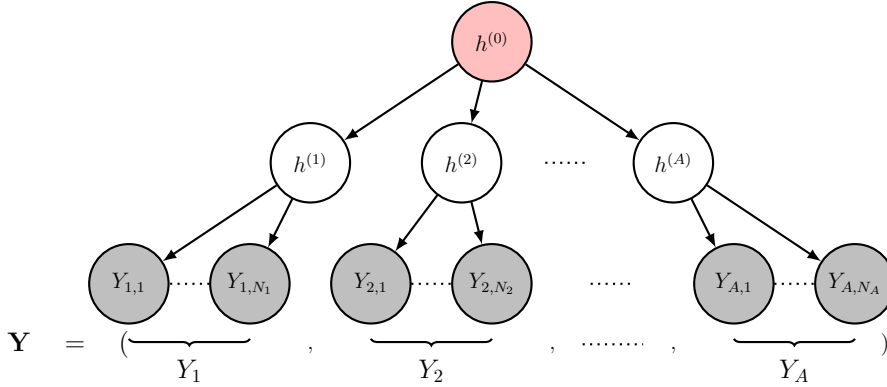 h^{(0)}
h^{(1)} h^{(2)} ...... h^{(A)}
Y_{1,1} ...... Y_{1,N_1} Y_{2,1} ...... Y_{2,N_2} ...... Y_{A,1} ...... Y_{A,N_A}
Y = ( , , ......... , )
Y_1 Y_2 Y_A